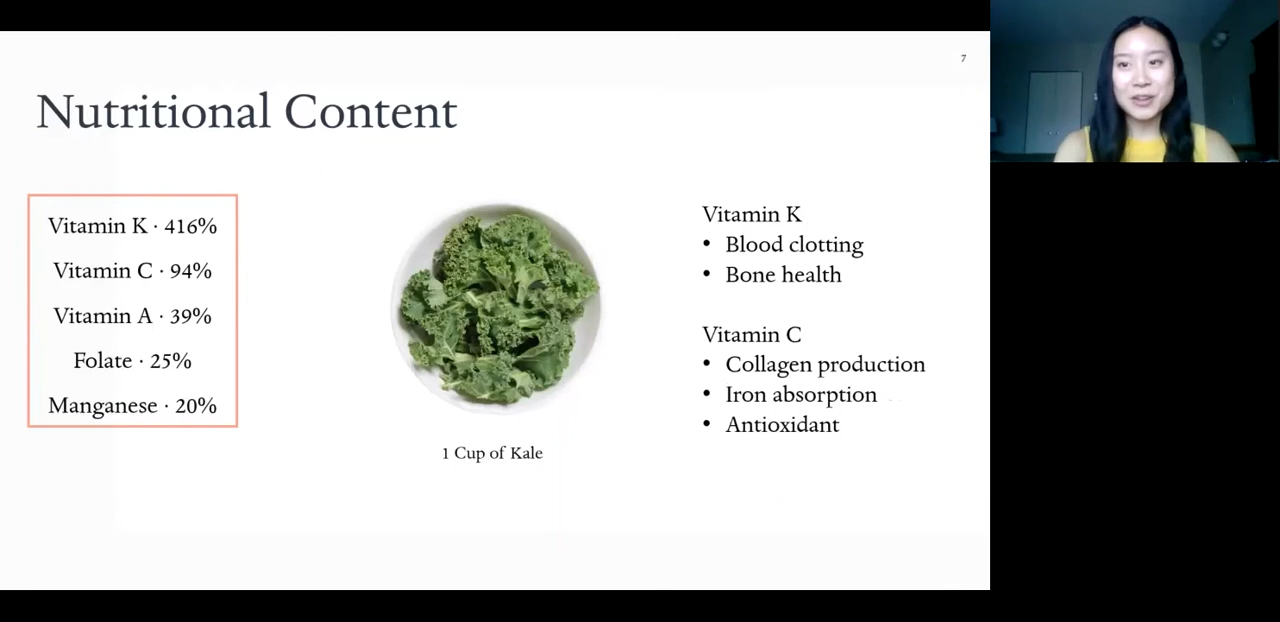 7
Nutritional Content
Vitamin K · 416%
Vitamin C · 94%
Vitamin A · 39%
Folate · 25%
Manganese · 20%
1 Cup of Kale
Vitamin K
• Blood clotting
• Bone health
Vitamin C
• Collagen production
• Iron absorption
• Antioxidant